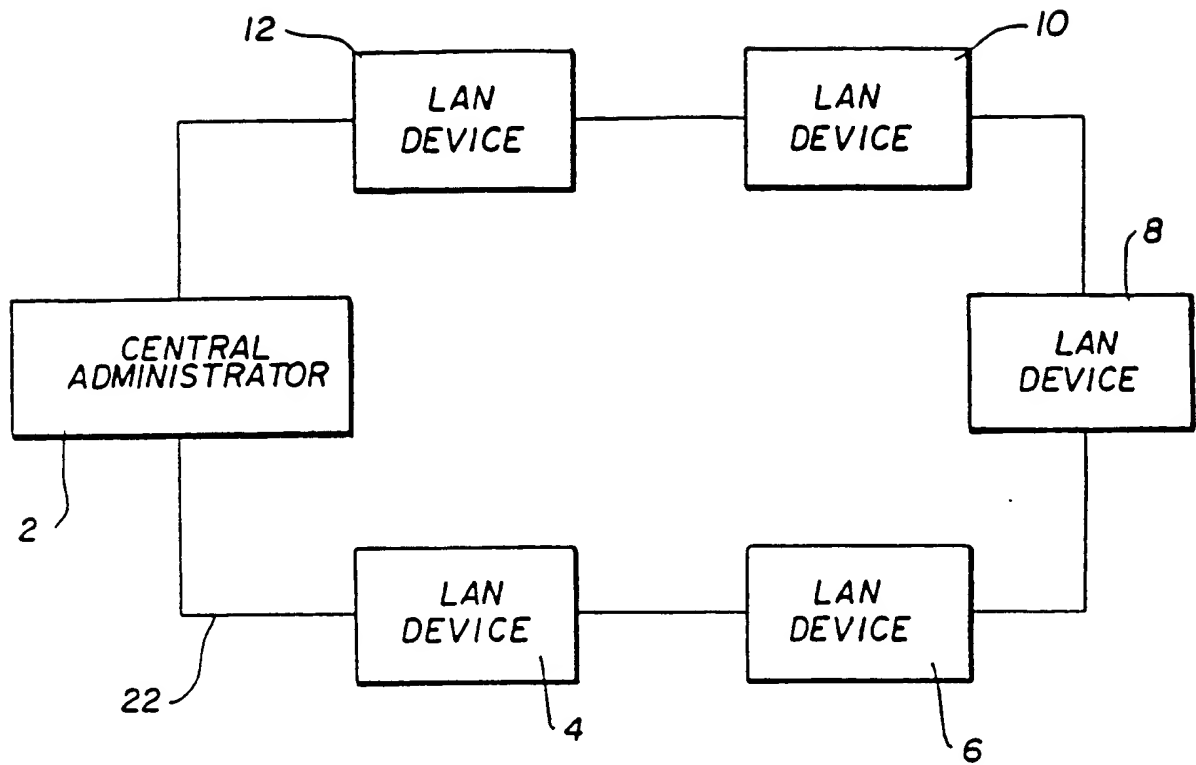 12
LAN
DEVICE
10
LAN
DEVICE
8
LAN
DEVICE
CENTRAL
ADMINISTRATOR
2
LAN
DEVICE
4
LAN
DEVICE
6
22